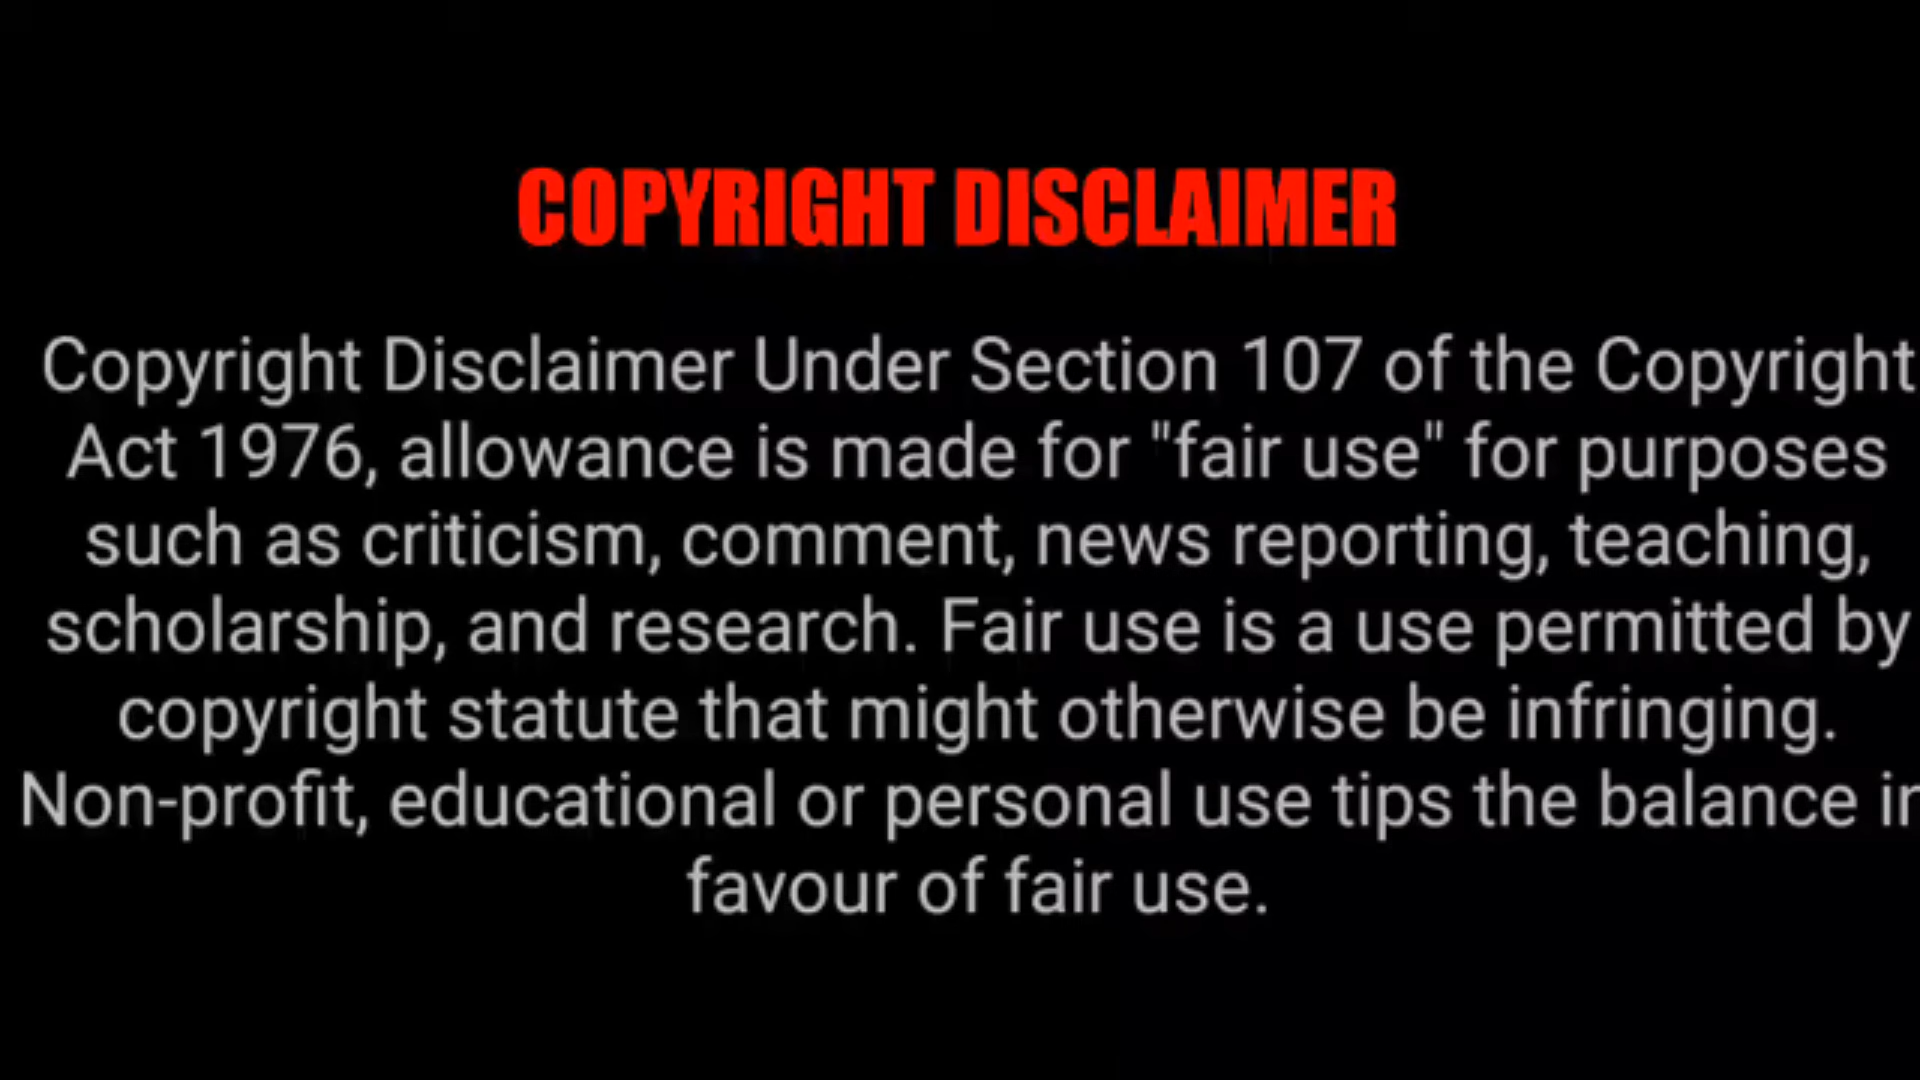 COPYRIGHT DISCLAIMER
Copyright Disclaimer Under Section 107 of the Copyright
Act 1976, allowance is made for "fair use" for purposes
such as criticism, comment, news reporting, teaching,
scholarship, and research. Fair use is a use permitted by
copyright statute that might otherwise be infringing.
Non-profit, educational or personal use tips the balance in
favour of fair use.